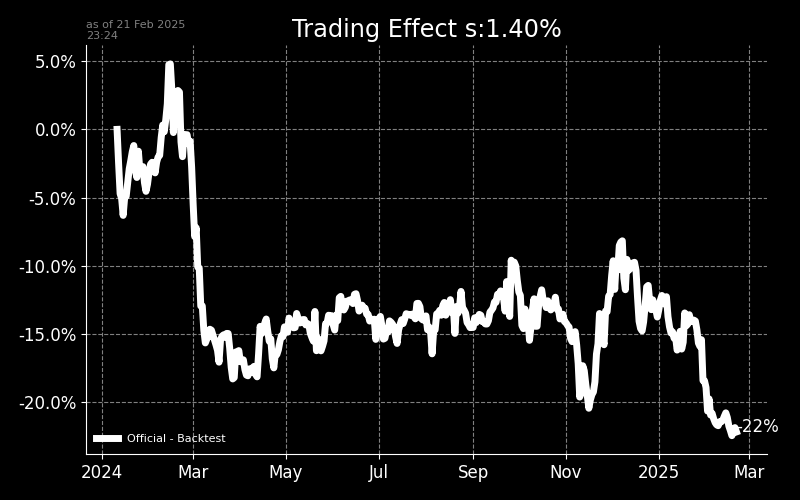 as of 21 Feb 2025
23:24
Trading Effect s:1.40%
5.0%
0.0%
-5.0%
-10.0%
-15.0%
-20.0%
-22%
Official - Backtest
2024 Mar May Jul Sep Nov 2025 Mar